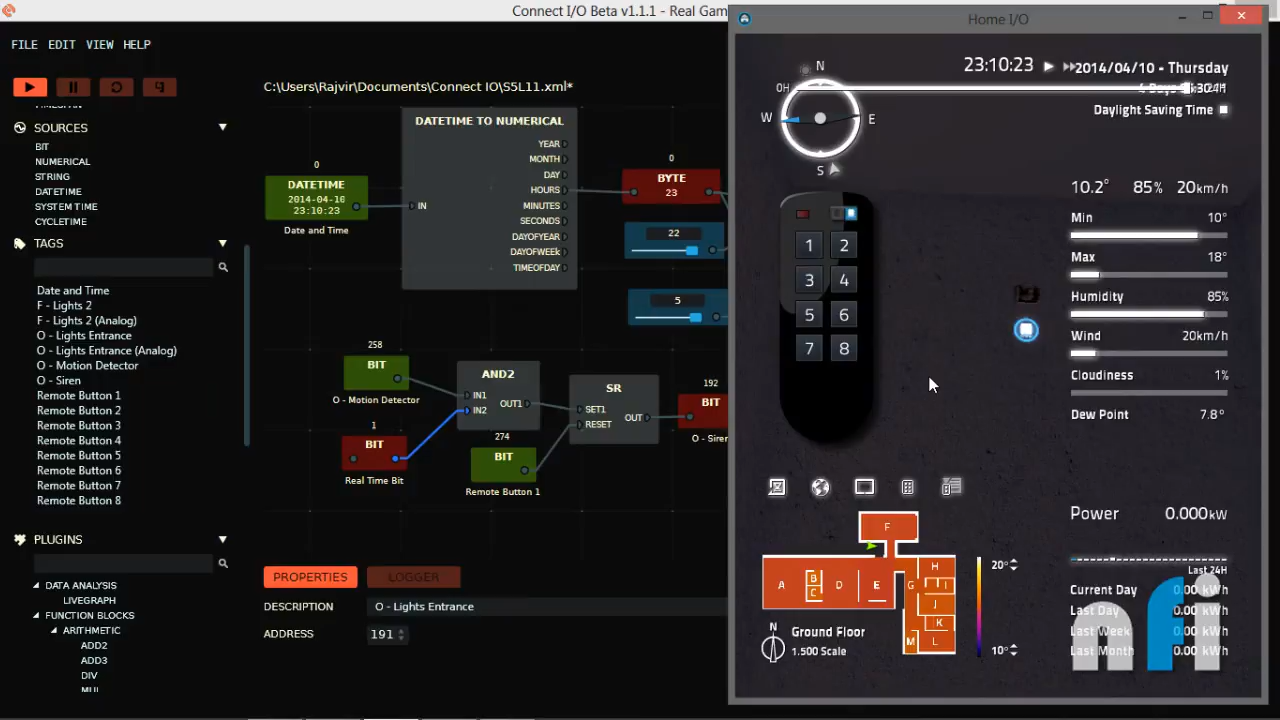 Connect I/O Beta v1.1.1 - Real Gam
FILE EDIT VIEW HELP
C:\Users\Rajvir\Documents\Connect IO\S5L11.xml*
SOURCES
BIT
NUMERICAL
STRING
DATETIME
SYSTEM TIME
CYCLETIME
TAGS
Date and Time
F - Lights 2
F - Lights 2 (Analog)
O - Lights Entrance
O - Lights Entrance (Analog)
O - Motion Detector
O - Siren
Remote Button 1
Remote Button 2
Remote Button 3
Remote Button 4
Remote Button 5
Remote Button 6
Remote Button 7
Remote Button 8
PLUGINS
DATA ANALYSIS
LIVEGRAPH
FUNCTION BLOCKS
ARITHMETIC
ADD2
ADD3
DIV
MUL
0
DATETIME
2014-04-10
23:10:23
Date and Time
DATETIME TO NUMERICAL
IN
YEAR
MONTH
DAY
HOURS
MINUTES
SECONDS
DAYOFYEAR
DAYOFWEEK
TIMEOFDAY
0
BYTE
23
22
5
258
BIT
O - Motion Detector
1
BIT
Real Time Bit
AND2
IN1
IN2
OUT1
274
BIT
Remote Button 1
SR
SET1
RESET
OUT
192
BIT
O - Siren
PROPERTIES LOGGER
DESCRIPTION O - Lights Entrance
ADDRESS 191
Home I/O
23:10:23
2014/04/10 - Thursday
0H
24H
Daylight Saving Time
N
W
E
S
1 2
3 4
5 6
7 8
10.2° 85% 20km/h
Min 10°
Max 18°
Humidity 85%
Wind 20km/h
Cloudiness 1%
Dew Point 7.8°
Power 0.000kW
Last 24H
Current Day 0.00 kWh
Last Day 0.00 kWh
Last Week 0.00 kWh
Last Month 0.00 kWh
nfi
F
A B C D E G H I J K L M
20°
10°
N
Ground Floor
1.500 Scale